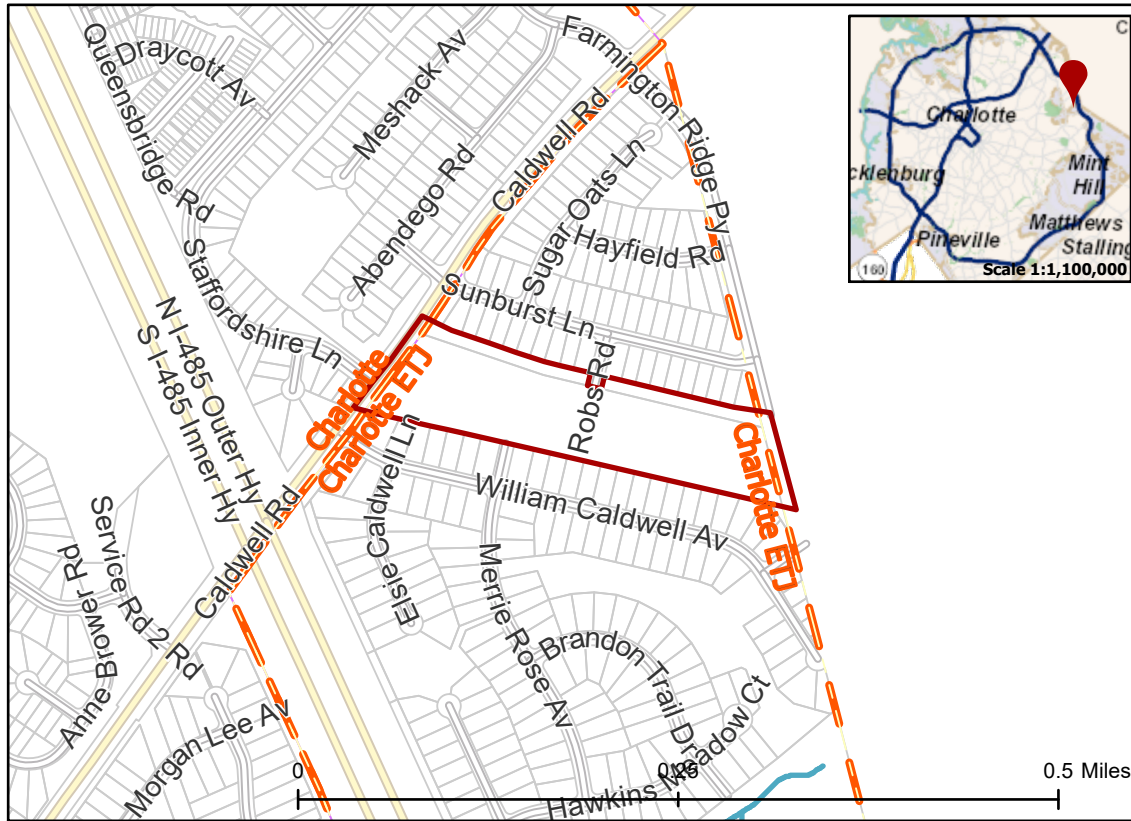 Draycott Av
Queensbridge Rd
Meshack Av
Farmington Ridge Py
Caldwell Rd
Abendego Rd
Sugar Oats Ln
Hayfield Rd
Staffordshire Ln
Sunburst Ln
N I-485 Outer Hy
S I-485 Inner Hy
Charlotte
Charlotte ETJ
Robs Rd
Elsie Caldwell Ln
William Caldwell Av
Charlotte ETJ
Caldwell Rd
Service Rd 2 Rd
Anne Brower Rd
Merrie Rose Av
Brandon Trail Dr
Morgan Lee Av
Hawkins Meadow Ct
0
0.25
0.5 Miles
C
Charlotte
cklenburg
Mint
Hill
Matthews
Stalling
Pineville
160
Scale 1:1,100,000